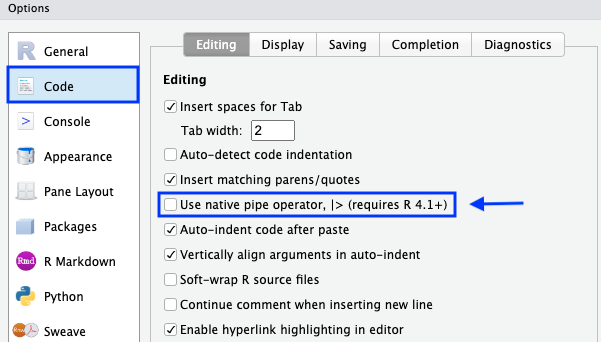 Options
General
Code
Console
Appearance
Pane Layout
Packages
R Markdown
Python
Sweave
Editing Display Saving Completion Diagnostics
Editing
Insert spaces for Tab
Tab width: 2
Auto-detect code indentation
Insert matching parens/quotes
Use native pipe operator, |> (requires R 4.1+)
Auto-indent code after paste
Vertically align arguments in auto-indent
Soft-wrap R source files
Continue comment when inserting new line
Enable hyperlink highlighting in editor